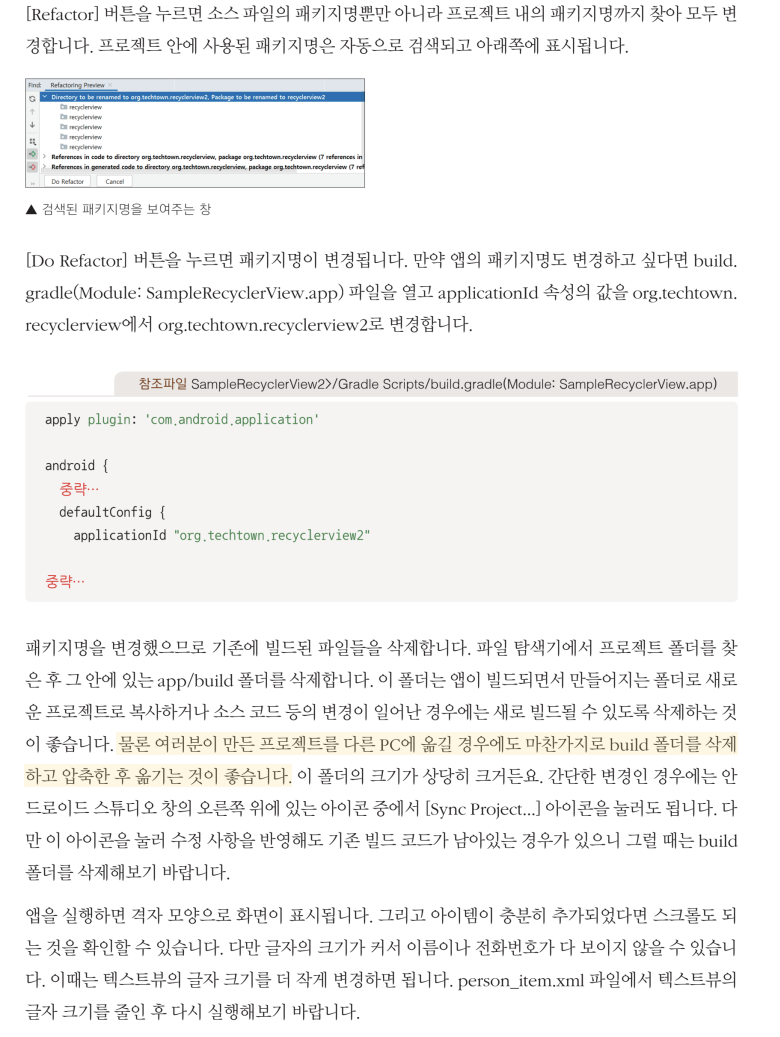 [Refactor] 버튼을 누르면 소스 파일의 패키지명뿐만 아니라 프로젝트 내의 패키지명까지 찾아 모두 변
경합니다. 프로젝트 안에 사용된 패키지명은 자동으로 검색되고 아래쪽에 표시됩니다.
Find: Refactoring Preview ×
Directory to be renamed to org.techtown.recyclerview2, Package to be renamed to recyclerview2
recyclerview
recyclerview
recyclerview
recyclerview
recyclerview
References in code to directory org.techtown.recyclerview, package org.techtown.recyclerview (7 references in
References in generated code to directory org.techtown.recyclerview, package org.techtown.recyclerview (7 ref
Do Refactor Cancel
▲ 검색된 패키지명을 보여주는 창
[Do Refactor] 버튼을 누르면 패키지명이 변경됩니다. 만약 앱의 패키지명도 변경하고 싶다면 build.
gradle(Module: SampleRecyclerView.app) 파일을 열고 applicationId 속성의 값을 org.techtown.
recyclerview에서 org.techtown.recyclerview2로 변경합니다.
참조파일 SampleRecyclerView2>/Gradle Scripts/build.gradle(Module: SampleRecyclerView.app)
apply plugin: 'com.android.application'
android {
중략…
defaultConfig {
applicationId "org.techtown.recyclerview2"
중략…
패키지명을 변경했으므로 기존에 빌드된 파일들을 삭제합니다. 파일 탐색기에서 프로젝트 폴더를 찾
은 후 그 안에 있는 app/build 폴더를 삭제합니다. 이 폴더는 앱이 빌드되면서 만들어지는 폴더로 새로
운 프로젝트로 복사하거나 소스 코드 등의 변경이 일어난 경우에는 새로 빌드될 수 있도록 삭제하는 것
이 좋습니다. 물론 여러분이 만든 프로젝트를 다른 PC에 옮길 경우에도 마찬가지로 build 폴더를 삭제
하고 압축한 후 옮기는 것이 좋습니다. 이 폴더의 크기가 상당히 크거든요. 간단한 변경인 경우에는 안
드로이드 스튜디오 창의 오른쪽 위에 있는 아이콘 중에서 [Sync Project...] 아이콘을 눌러도 됩니다. 다
만 이 아이콘을 눌러 수정 사항을 반영해도 기존 빌드 코드가 남아있는 경우가 있으니 그럴 때는 build
폴더를 삭제해보기 바랍니다.
앱을 실행하면 격자 모양으로 화면이 표시됩니다. 그리고 아이템이 충분히 추가되었다면 스크롤도 되
는 것을 확인할 수 있습니다. 다만 글자의 크기가 커서 이름이나 전화번호가 다 보이지 않을 수 있습니
다. 이때는 텍스트뷰의 글자 크기를 더 작게 변경하면 됩니다. person_item.xml 파일에서 텍스트뷰의
글자 크기를 줄인 후 다시 실행해보기 바랍니다.